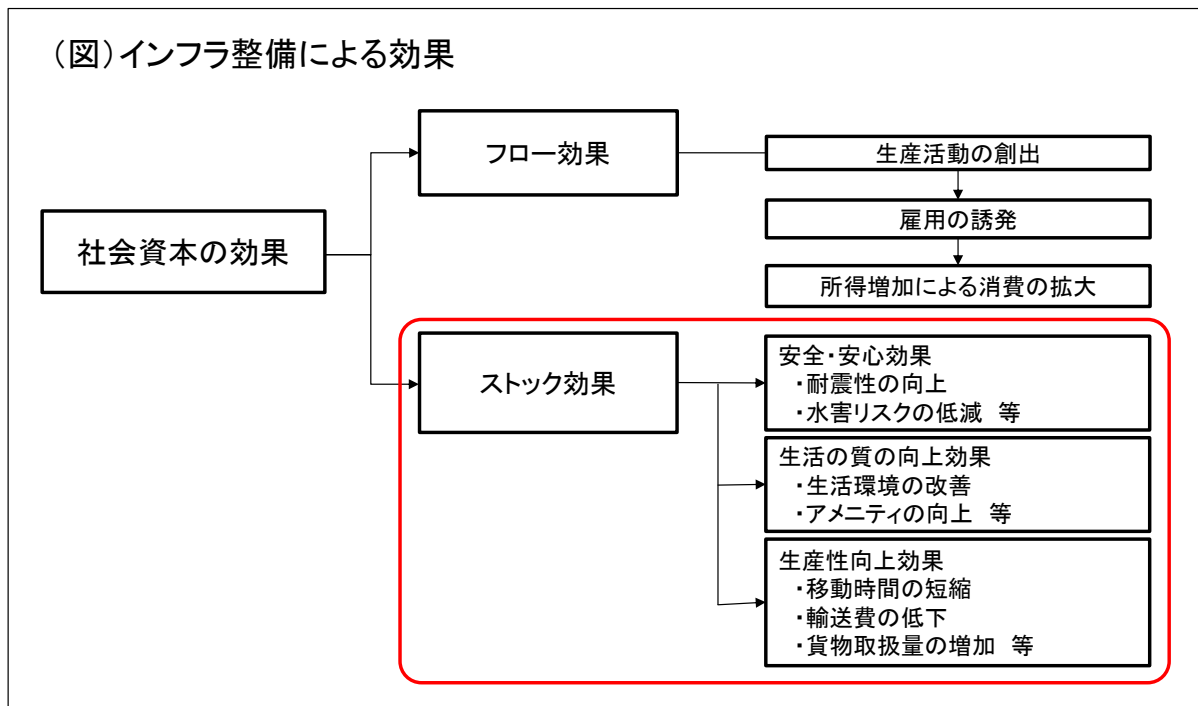 （図）インフラ整備による効果
社会資本の効果
フロー効果
生産活動の創出
雇用の誘発
所得増加による消費の拡大
ストック効果
安全・安心効果
・耐震性の向上
・水害リスクの低減　等
生活の質の向上効果
・生活環境の改善
・アメニティの向上　等
生産性向上効果
・移動時間の短縮
・輸送費の低下
・貨物取扱量の増加　等